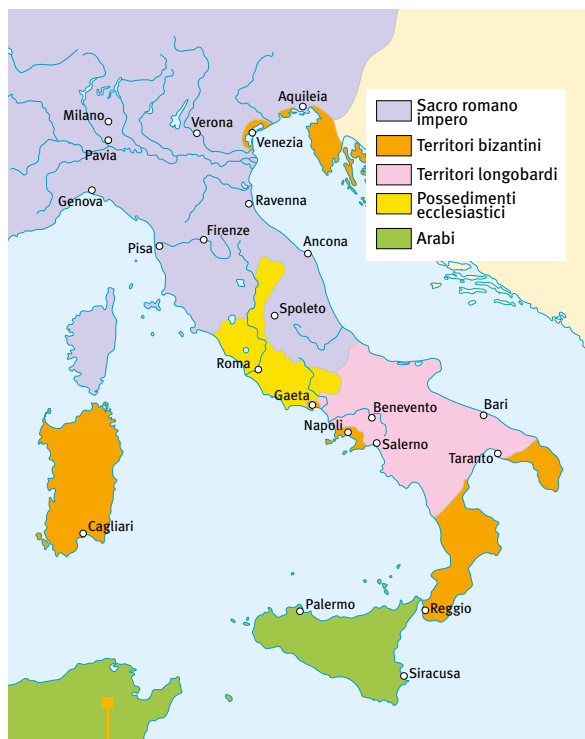 Aquileia
Milano
Verona
Venezia
Pavia
Genova
Ravenna
Firenze
Pisa
Ancona
Spoleto
Roma
Gaeta
Benevento
Bari
Napoli
Salerno
Taranto
Cagliari
Palermo
Reggio
Siracusa
Sacro romano
impero
Territori bizantini
Territori longobardi
Possedimenti
ecclesiastici
Arabi